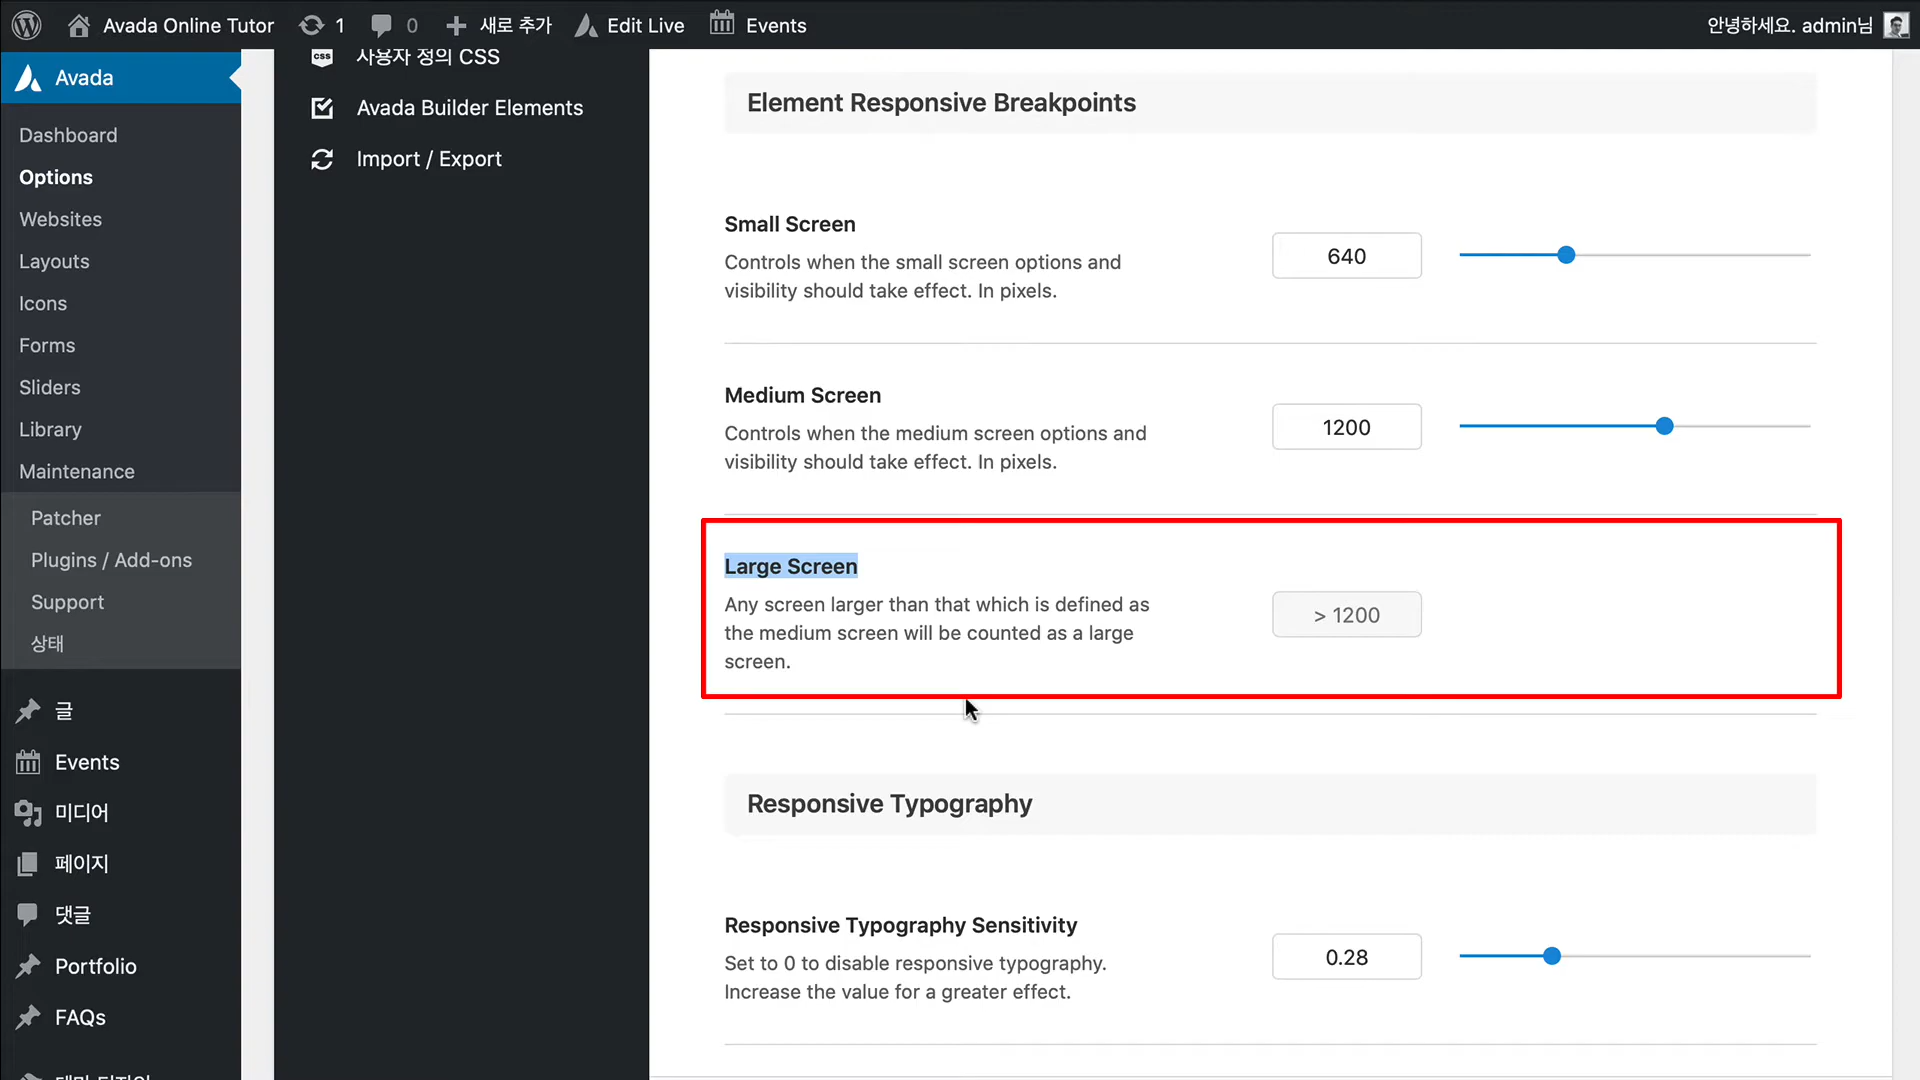 Avada Online Tutor
1
0
새로 추가
Edit Live
Events
안녕하세요. admin님
Avada
Dashboard
Options
Websites
Layouts
Icons
Forms
Sliders
Library
Maintenance
Patcher
Plugins / Add-ons
Support
상태
글
Events
미디어
페이지
댓글
Portfolio
FAQs
css
사용자 정의 CSS
Avada Builder Elements
Import / Export
Element Responsive Breakpoints
Small Screen
Controls when the small screen options and
visibility should take effect. In pixels.
640
Medium Screen
Controls when the medium screen options and
visibility should take effect. In pixels.
1200
Large Screen
Any screen larger than that which is defined as
the medium screen will be counted as a large
screen.
> 1200
Responsive Typography
Responsive Typography Sensitivity
Set to 0 to disable responsive typography.
Increase the value for a greater effect.
0.28